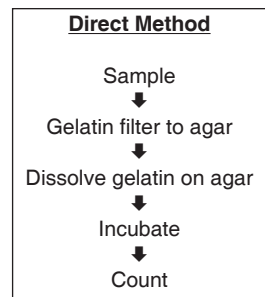 Direct Method
Sample
Gelatin filter to agar
Dissolve gelatin on agar
Incubate
Count